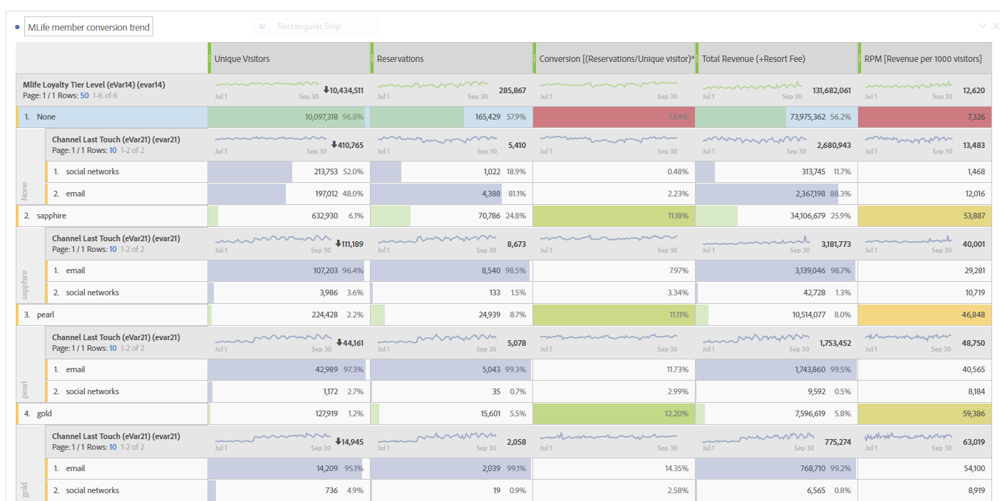 MLife member conversion trend
Rectangular Snip
Unique Visitors
Reservations
Conversion [(Reservations/Unique visitor)*
Total Revenue (+Resort Fee)
RPM [Revenue per 1000 visitors]
Mlife Loyalty Tier Level (eVar14) (evar14)
Page: 1 / 1 Rows: 50 1-6 of 6
Jul 1 Sep 30 10,434,511
Jul 1 Sep 30 285,867
Jul 1 Sep 30
Jul 1 Sep 30 131,682,061
Jul 1 Sep 30 12,620
1. None 10,097,318 96.8% 165,429 57.9% 1.64% 73,975,362 56.2% 7,326
None
Channel Last Touch (eVar21) (evar21)
Page: 1 / 1 Rows: 10 1-2 of 2
Jul 1 Sep 30 410,765
Jul 1 Sep 30 5,410
Jul 1 Sep 30
Jul 1 Sep 30 2,680,943
Jul 1 Sep 30 13,483
1. social networks 213,753 52.0% 1,022 18.9% 0.48% 313,745 11.7% 1,468
2. email 197,012 48.0% 4,388 81.1% 2.23% 2,367,198 88.3% 12,016
2. sapphire 632,930 6.1% 70,786 24.8% 11.18% 34,106,679 25.9% 53,887
sapphire
Channel Last Touch (eVar21) (evar21)
Page: 1 / 1 Rows: 10 1-2 of 2
Jul 1 Sep 30 111,189
Jul 1 Sep 30 8,673
Jul 1 Sep 30
Jul 1 Sep 30 3,181,773
Jul 1 Sep 30 40,001
1. email 107,203 96.4% 8,540 98.5% 7.97% 3,139,046 98.7% 29,281
2. social networks 3,986 3.6% 133 1.5% 3.34% 42,728 1.3% 10,719
3. pearl 224,428 2.2% 24,939 8.7% 11.11% 10,514,077 8.0% 46,848
pearl
Channel Last Touch (eVar21) (evar21)
Page: 1 / 1 Rows: 10 1-2 of 2
Jul 1 Sep 30 44,161
Jul 1 Sep 30 5,078
Jul 1 Sep 30
Jul 1 Sep 30 1,753,452
Jul 1 Sep 30 48,750
1. email 42,989 97.3% 5,043 99.3% 11.73% 1,743,860 99.5% 40,565
2. social networks 1,172 2.7% 35 0.7% 2.99% 9,592 0.5% 8,184
4. gold 127,919 1.2% 15,601 5.5% 12.20% 7,596,619 5.8% 59,386
gold
Channel Last Touch (eVar21) (evar21)
Page: 1 / 1 Rows: 10 1-2 of 2
Jul 1 Sep 30 14,945
Jul 1 Sep 30 2,058
Jul 1 Sep 30
Jul 1 Sep 30 775,274
Jul 1 Sep 30 63,019
1. email 14,209 95.1% 2,039 99.1% 14.35% 768,710 99.2% 54,100
2. social networks 736 4.9% 19 0.9% 2.58% 6,565 0.8% 8,919